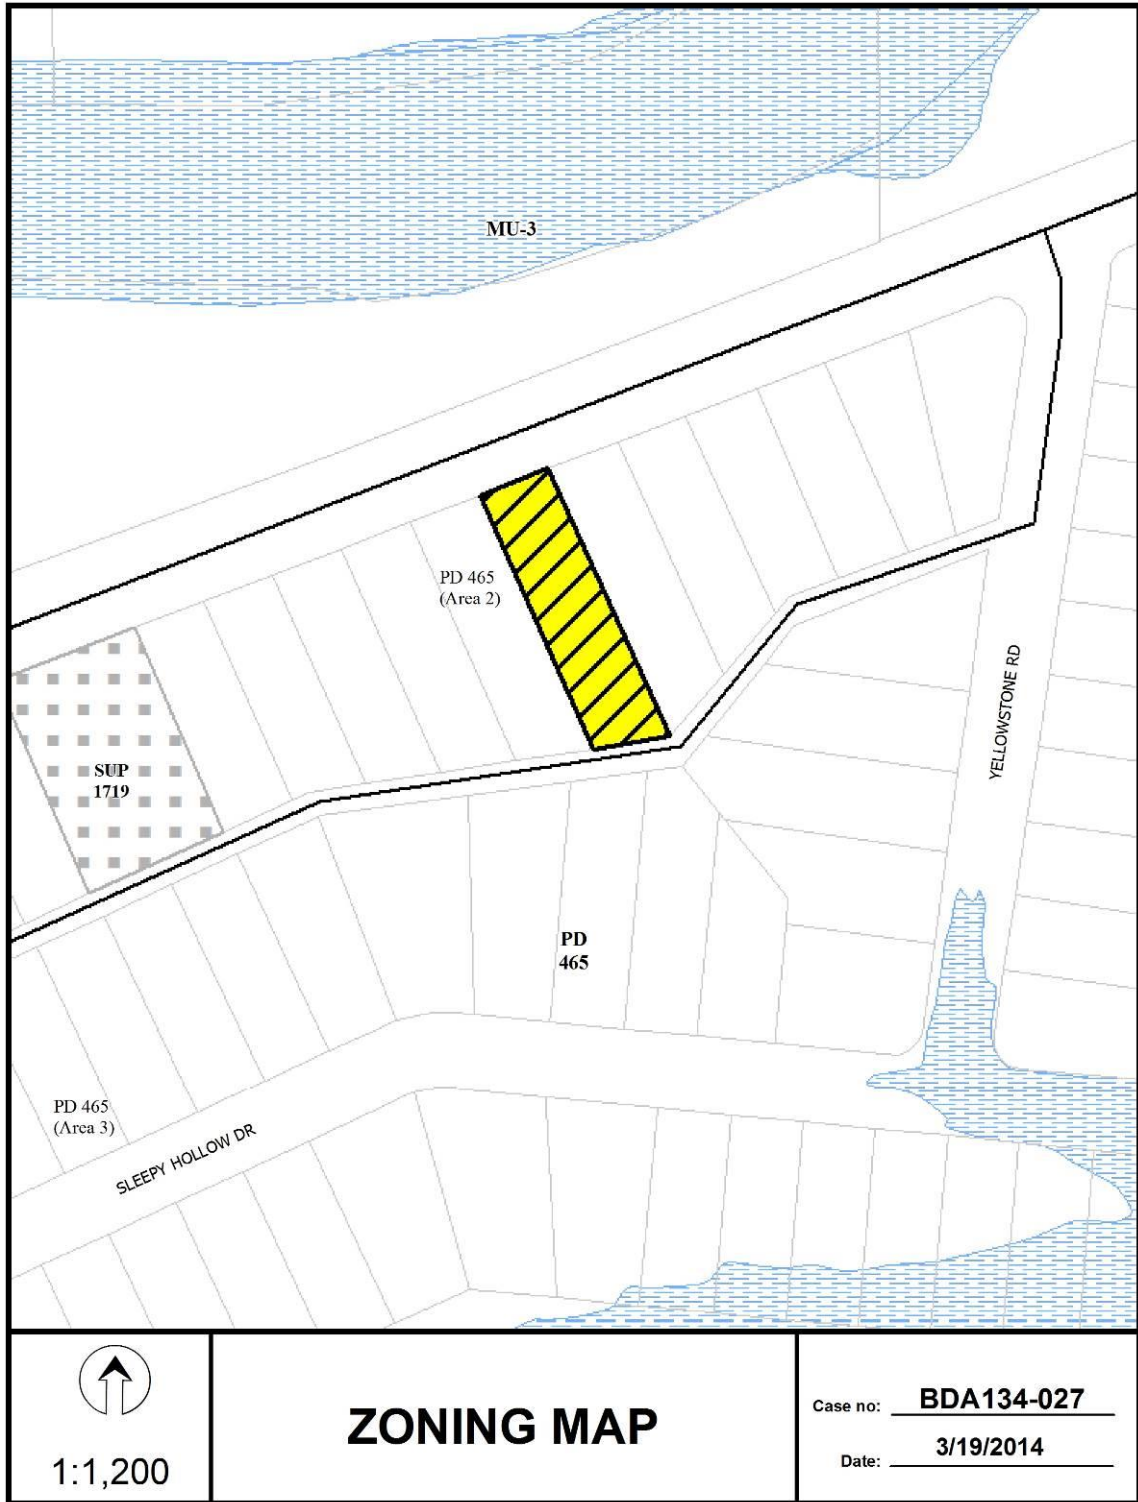 MU-3
PD 465
(Area 2)
YELLOWSTONE RD
SUP
1719
PD
465
PD 465
(Area 3)
SLEEPY HOLLOW DR
1:1,200
ZONING MAP
Case no: BDA134-027
Date: 3/19/2014